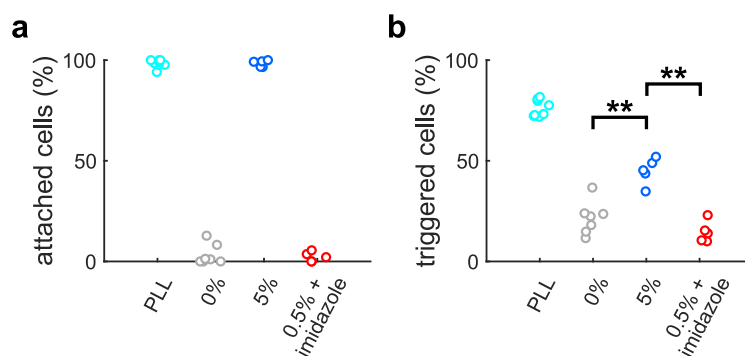 a
attached cells (%)
100
50
0
PLL
0%
5%
0.5% +
imidazole
b
triggered cells (%)
100
50
0
**
**
PLL
0%
5%
0.5% +
imidazole